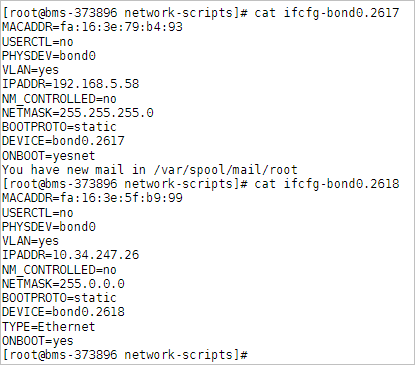 [root@bms-373896 network-scripts]# cat ifcfg-bond0.2617
MACADDR=fa:16:3e:79:b4:93
USERCTL=no
PHYSDEV=bond0
VLAN=yes
IPADDR=192.168.5.58
NM_CONTROLLED=no
NETMASK=255.255.255.0
BOOTPROTO=static
DEVICE=bond0.2617
ONBOOT=yesnet
You have new mail in /var/spool/mail/root
[root@bms-373896 network-scripts]# cat ifcfg-bond0.2618
MACADDR=fa:16:3e:5f:b9:99
USERCTL=no
PHYSDEV=bond0
VLAN=yes
IPADDR=10.34.247.26
NM_CONTROLLED=no
NETMASK=255.0.0.0
BOOTPROTO=static
DEVICE=bond0.2618
TYPE=Ethernet
ONBOOT=yes
[root@bms-373896 network-scripts]#